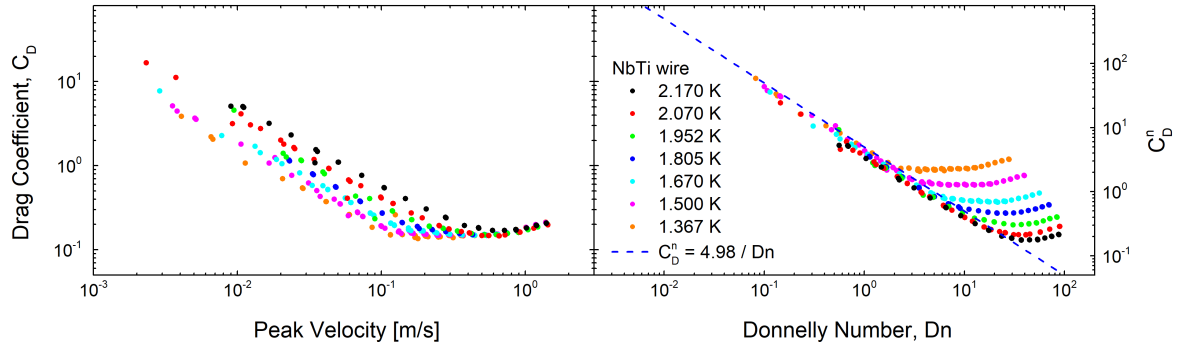 Drag Coefficient, C_D
10^1
10^0
10^-1
10^-3
10^-2
10^-1
10^0
Peak Velocity [m/s]
NbTi wire
2.170 K
2.070 K
1.952 K
1.805 K
1.670 K
1.500 K
1.367 K
C_D^n = 4.98 / Dn
10^-2
10^-1
10^0
10^1
10^2
Donnelly Number, Dn
10^2
10^1
10^0
10^-1
C_D^n